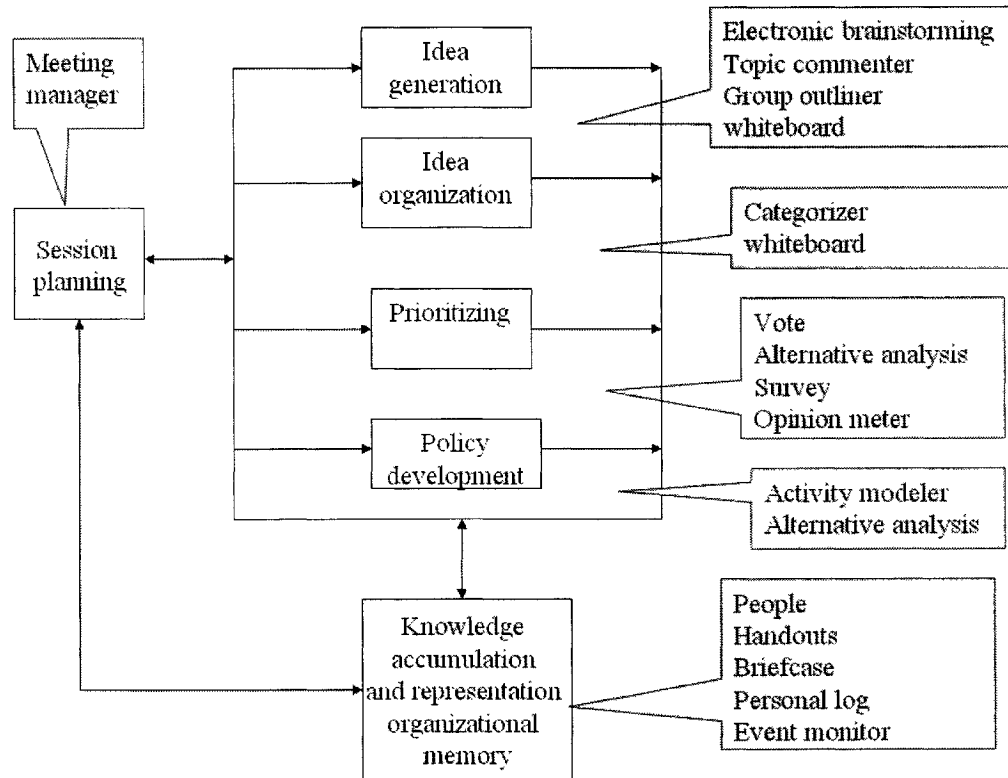 Meeting
manager
Session
planning
Idea
generation
Idea
organization
Prioritizing
Policy
development
Knowledge
accumulation
and representation
organizational
memory
Electronic brainstorming
Topic commenter
Group outliner
whiteboard
Categorizer
whiteboard
Vote
Alternative analysis
Survey
Opinion meter
Activity modeler
Alternative analysis
People
Handouts
Briefcase
Personal log
Event monitor